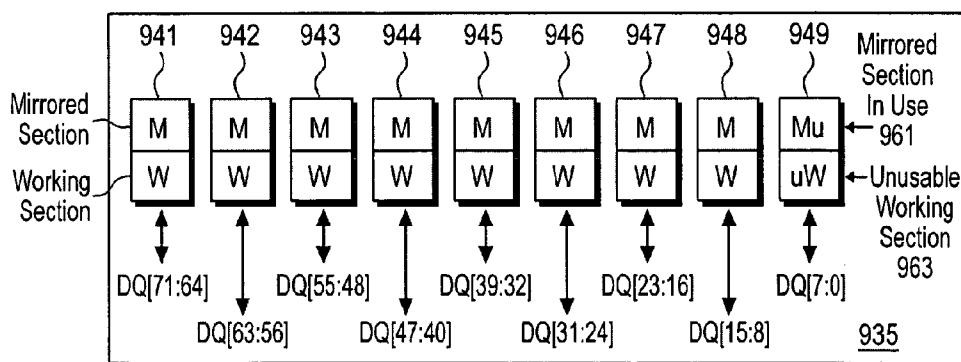 941 942 943 944 945 946 947 948 949
Mirrored
Section
In Use
961
Mirrored
Section
M M M M M M M M Mu
Working
Section
W W W W W W W W uW
Unusable
Working
Section
963
DQ[71:64] DQ[55:48] DQ[39:32] DQ[23:16] DQ[7:0]
DQ[63:56] DQ[47:40] DQ[31:24] DQ[15:8]
935